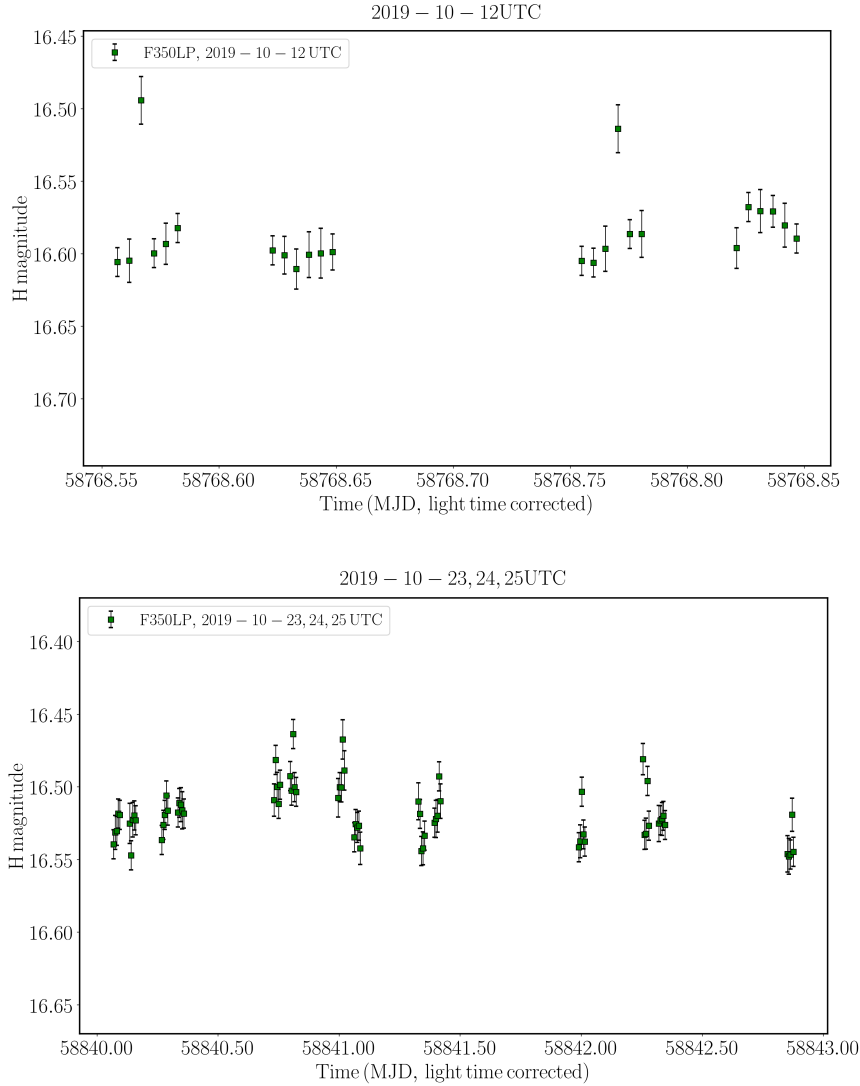 2019 − 10 − 12UTC
F350LP, 2019 − 10 − 12 UTC
16.45
16.50
16.55
16.60
16.65
16.70
H magnitude
58768.55 58768.60 58768.65 58768.70 58768.75 58768.80 58768.85
Time (MJD, light time corrected)
2019 − 10 − 23, 24, 25UTC
F350LP, 2019 − 10 − 23, 24, 25 UTC
16.40
16.45
16.50
16.55
16.60
16.65
H magnitude
58840.00 58840.50 58841.00 58841.50 58842.00 58842.50 58843.00
Time (MJD, light time corrected)